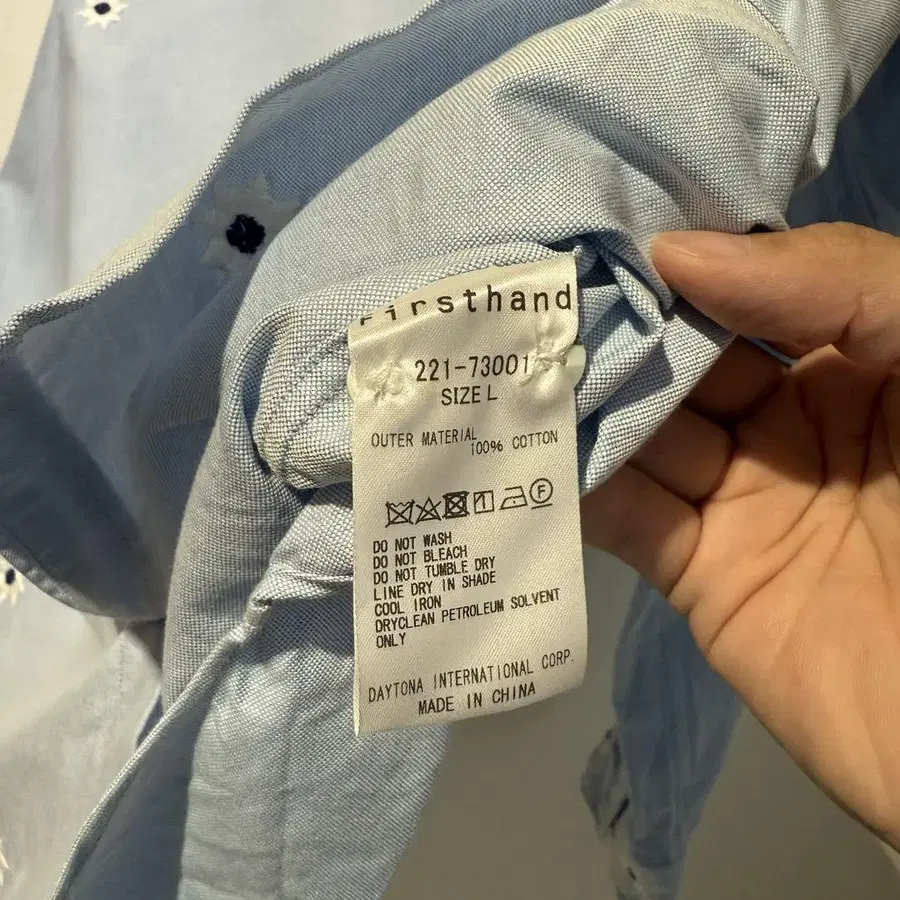 Firsthand
221-73001
SIZE L
OUTER MATERIAL
100% COTTON
F
DO NOT WASH
DO NOT BLEACH
DO NOT TUMBLE DRY
LINE DRY IN SHADE
COOL IRON
DRYCLEAN PETROLEUM SOLVENT
ONLY
DAYTONA INTERNATIONAL CORP.
MADE IN CHINA